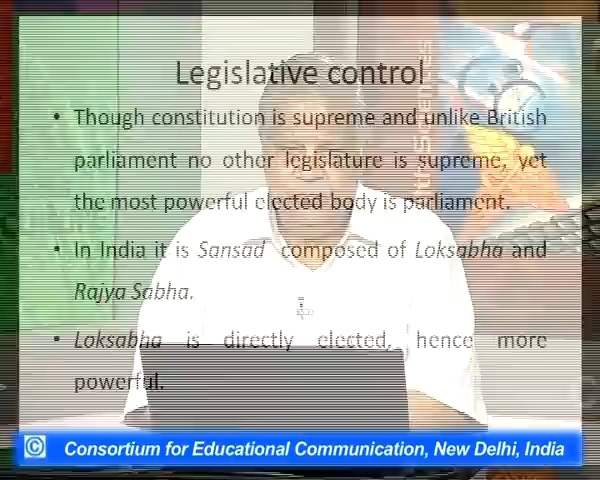 Legislative control
• Though constitution is supreme and unlike British
parliament no other legislature is supreme, yet
the most powerful elected body is parliament.
• In India it is Sansad composed of Loksabha and
Rajya Sabha.
• Loksabha is directly elected, hence more
powerful.
© Consortium for Educational Communication, New Delhi, India